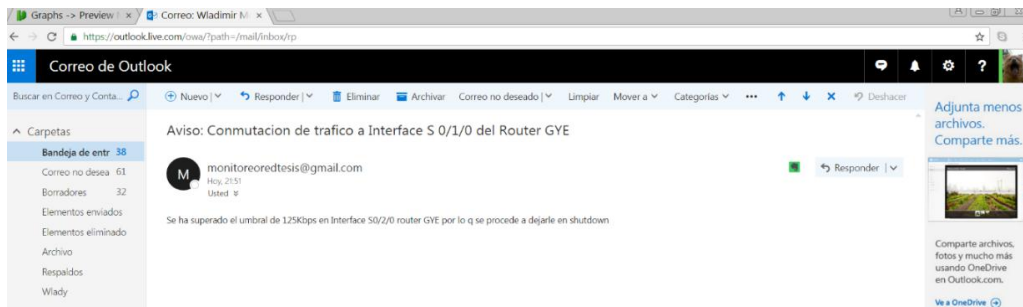 Graphs -> Preview
Correo: Wladimir M
https://outlook.live.com/owa/?path=/mail/inbox/rp
Correo de Outlook
?
Buscar en Correo y Conta...
Nuevo
Responder
Eliminar
Archivar
Correo no deseado
Limpiar
Mover a
Categorías
Deshacer
Carpetas
Bandeja de entr 38
Correo no desea 61
Borradores 32
Elementos enviados
Elementos eliminado
Archivo
Respaldos
Wlady
Aviso: Conmutacion de trafico a Interface S 0/1/0 del Router GYE
M
monitoreoredtesis@gmail.com
Hoy, 21:51
Usted
Responder
Se ha superado el umbral de 125Kbps en Interface S0/2/0 router GYE por lo q se procede a dejarle en shutdown
Adjunta menos
archivos.
Comparte más.
Comparte archivos,
fotos y mucho más
usando OneDrive
en Outlook.com.
Ve a OneDrive